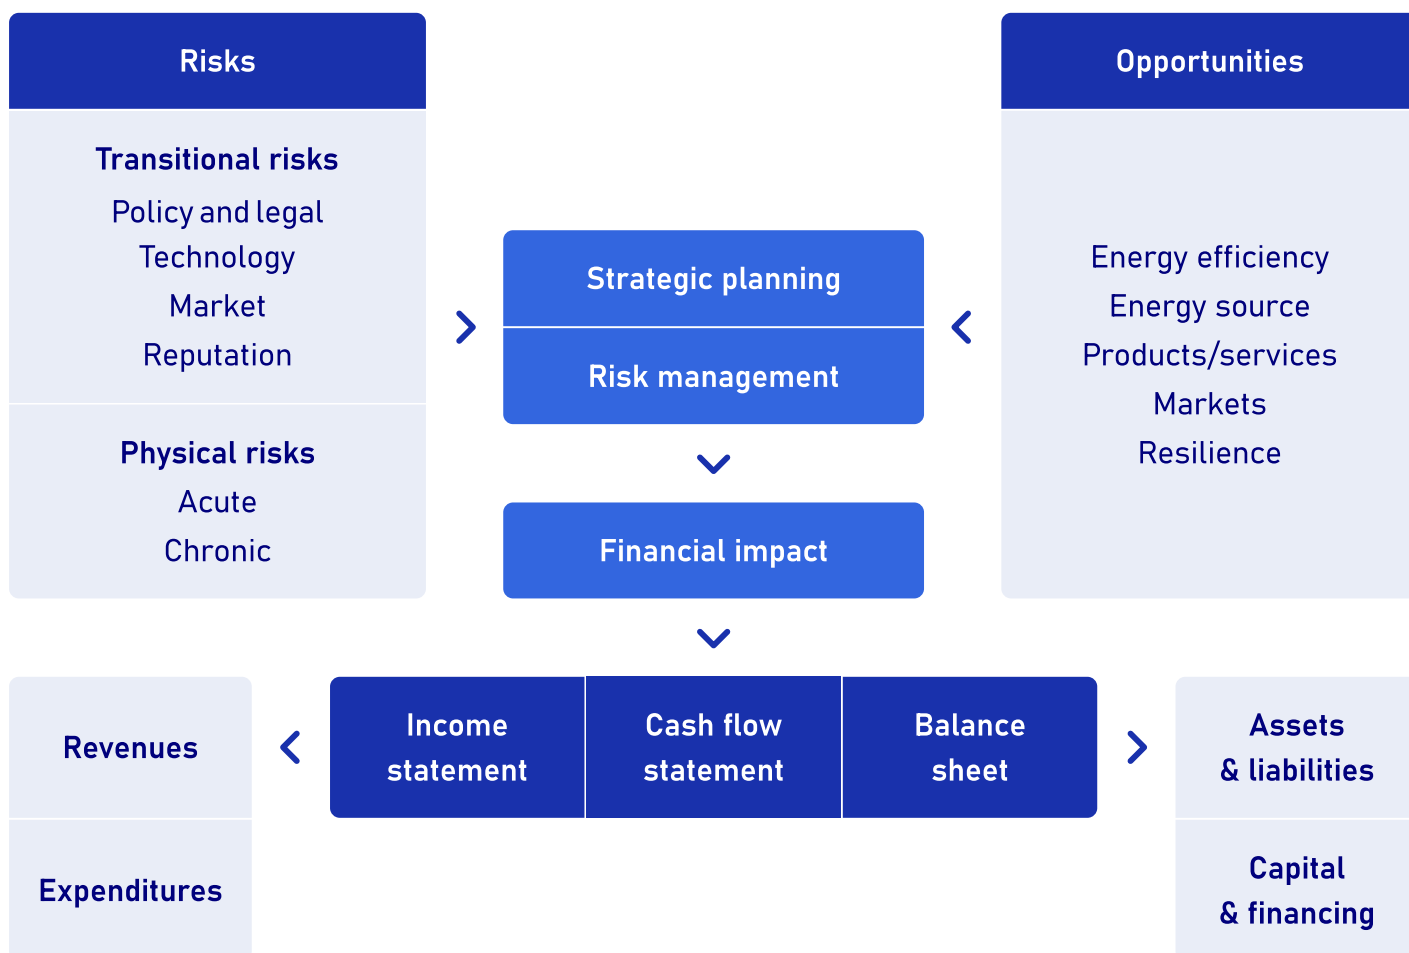 Risks
Transitional risks
Policy and legal
Technology
Market
Reputation
Physical risks
Acute
Chronic
Strategic planning
Risk management
Financial impact
Opportunities
Energy efficiency
Energy source
Products/services
Markets
Resilience
Revenues
Expenditures
Income
statement
Cash flow
statement
Balance
sheet
Assets
& liabilities
Capital
& financing